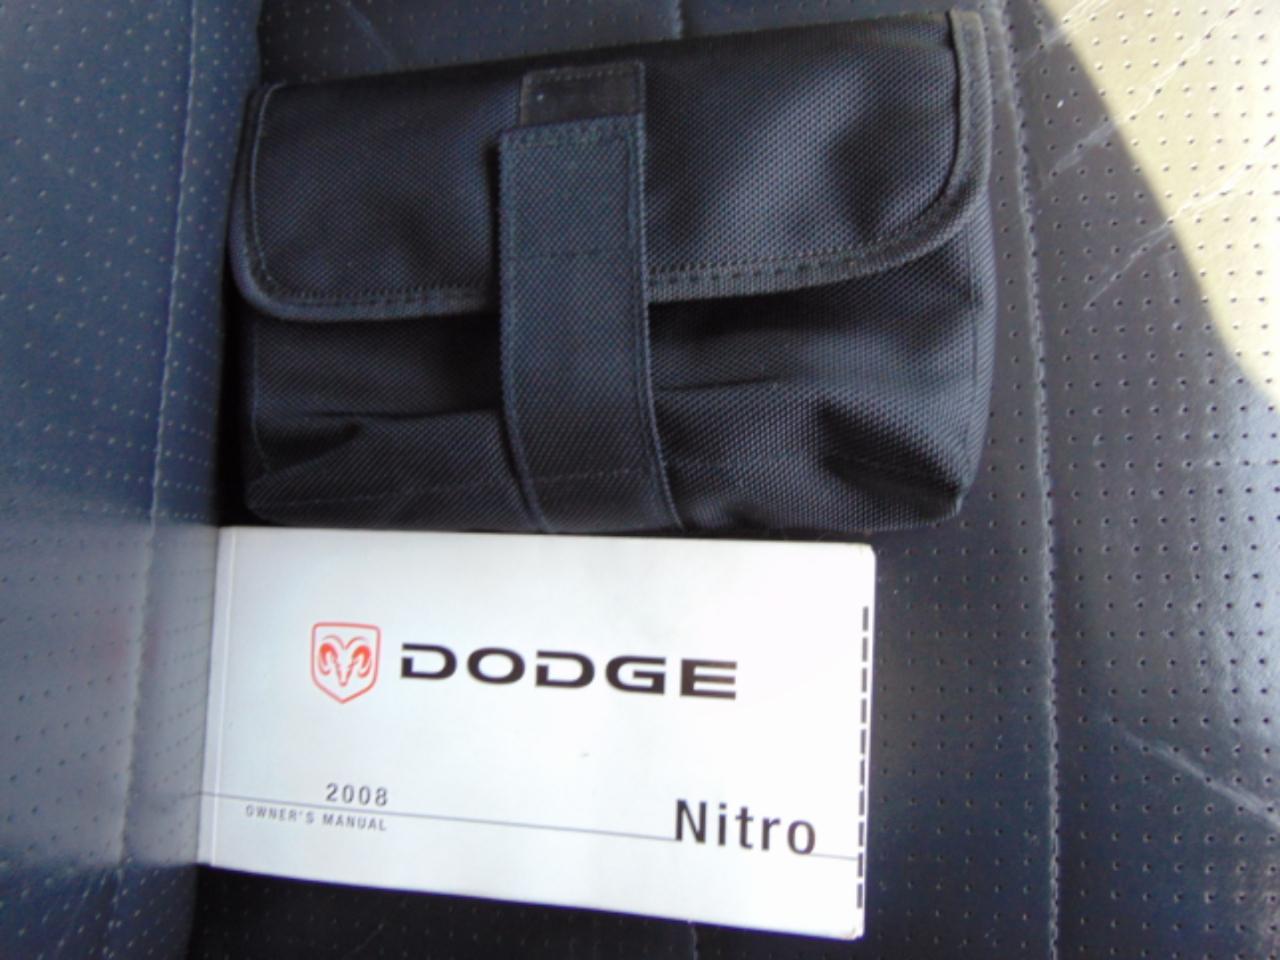 DODGE
2008
OWNER'S MANUAL
Nitro